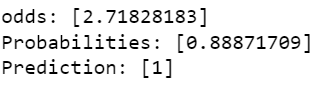 odds: [2.71828183]
Probabilities: [0.88871709]
Prediction: [1]